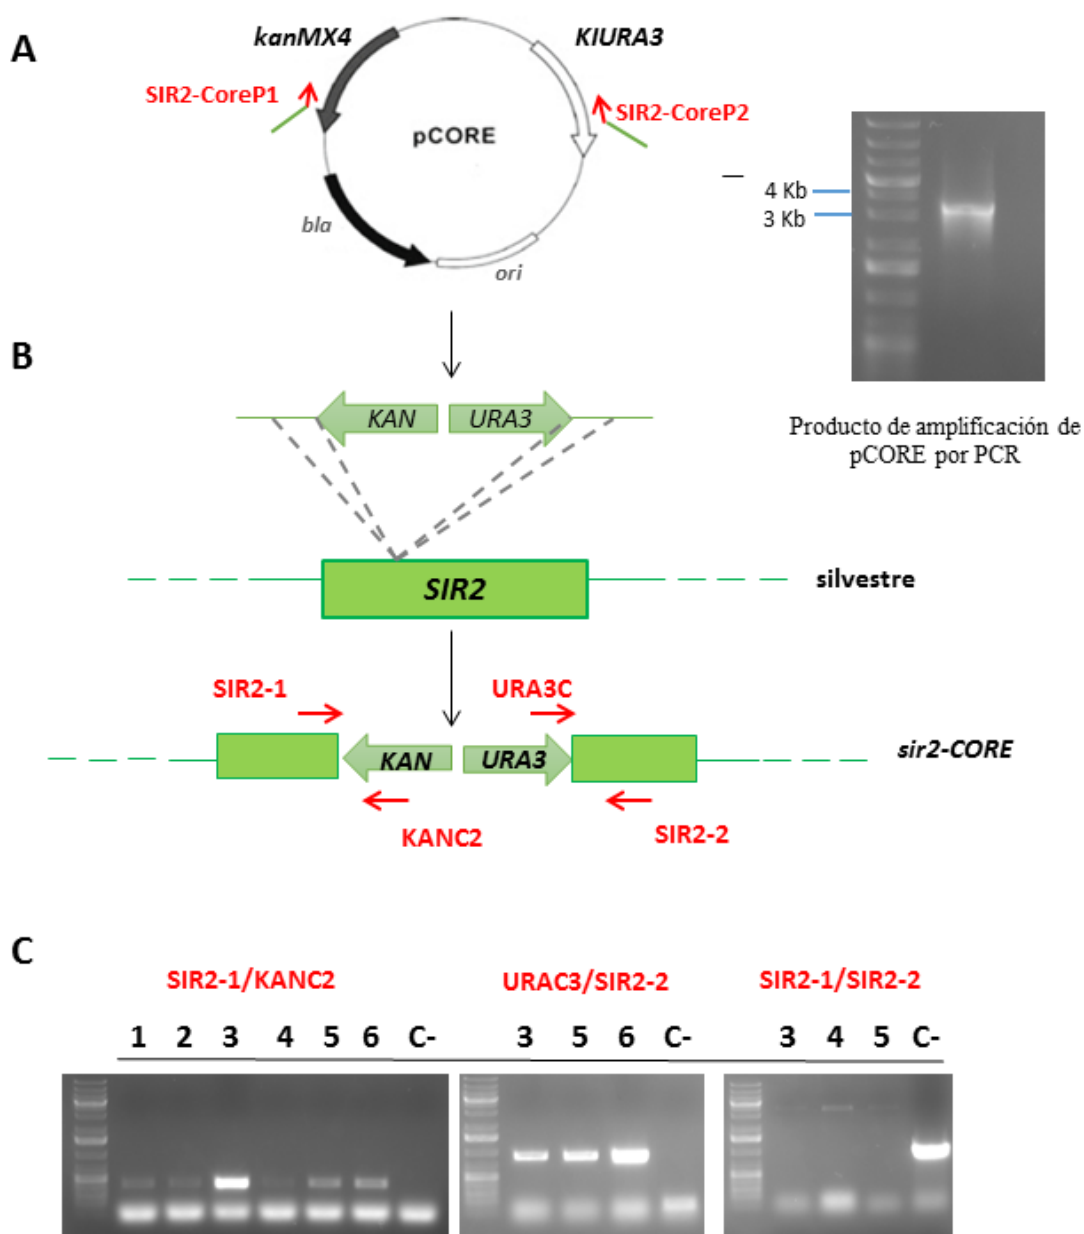 A
kanMX4
KlURA3
SIR2-CoreP1
SIR2-CoreP2
pCORE
bla
ori
4 Kb
3 Kb
Producto de amplificación de
pCORE por PCR
B
KAN
URA3
SIR2
silvestre
SIR2-1
URA3C
KAN
URA3
sir2-CORE
KANC2
SIR2-2
C
SIR2-1/KANC2
URAC3/SIR2-2
SIR2-1/SIR2-2
1 2 3 4 5 6 C-
3 5 6 C-
3 4 5 C-